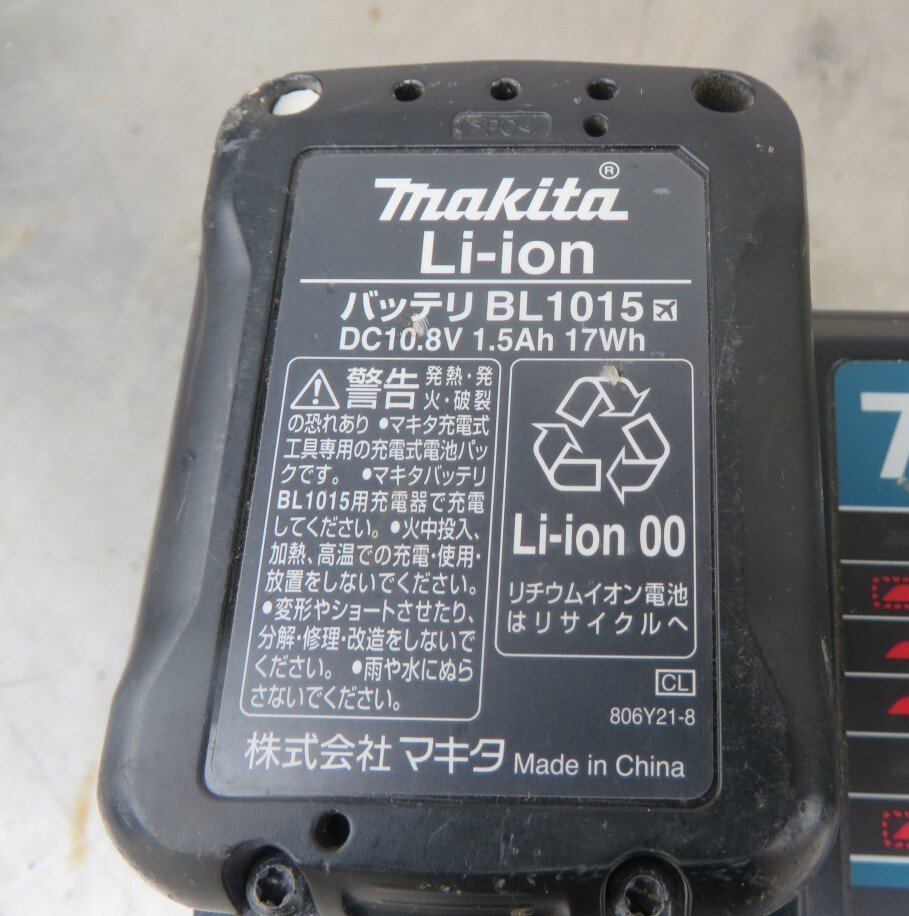 >PC<
makita®
Li-ion
バッテリ BL1015
DC10.8V 1.5Ah 17Wh
警告 発熱・発
火・破裂
の恐れあり ●マキタ充電式
工具専用の充電式電池パッ
クです。 ●マキタバッテリ
BL1015用充電器で充電
してください。●火中投入、
加熱、高温での充電・使用・
放置をしないでください。
●変形やショートさせたり、
分解・修理・改造をしないで
ください。 ●雨や水にぬら
さないでください。
Li-ion 00
リチウムイオン電池
はリサイクルへ
CL
806Y21-8
株式会社 マキタ Made in China